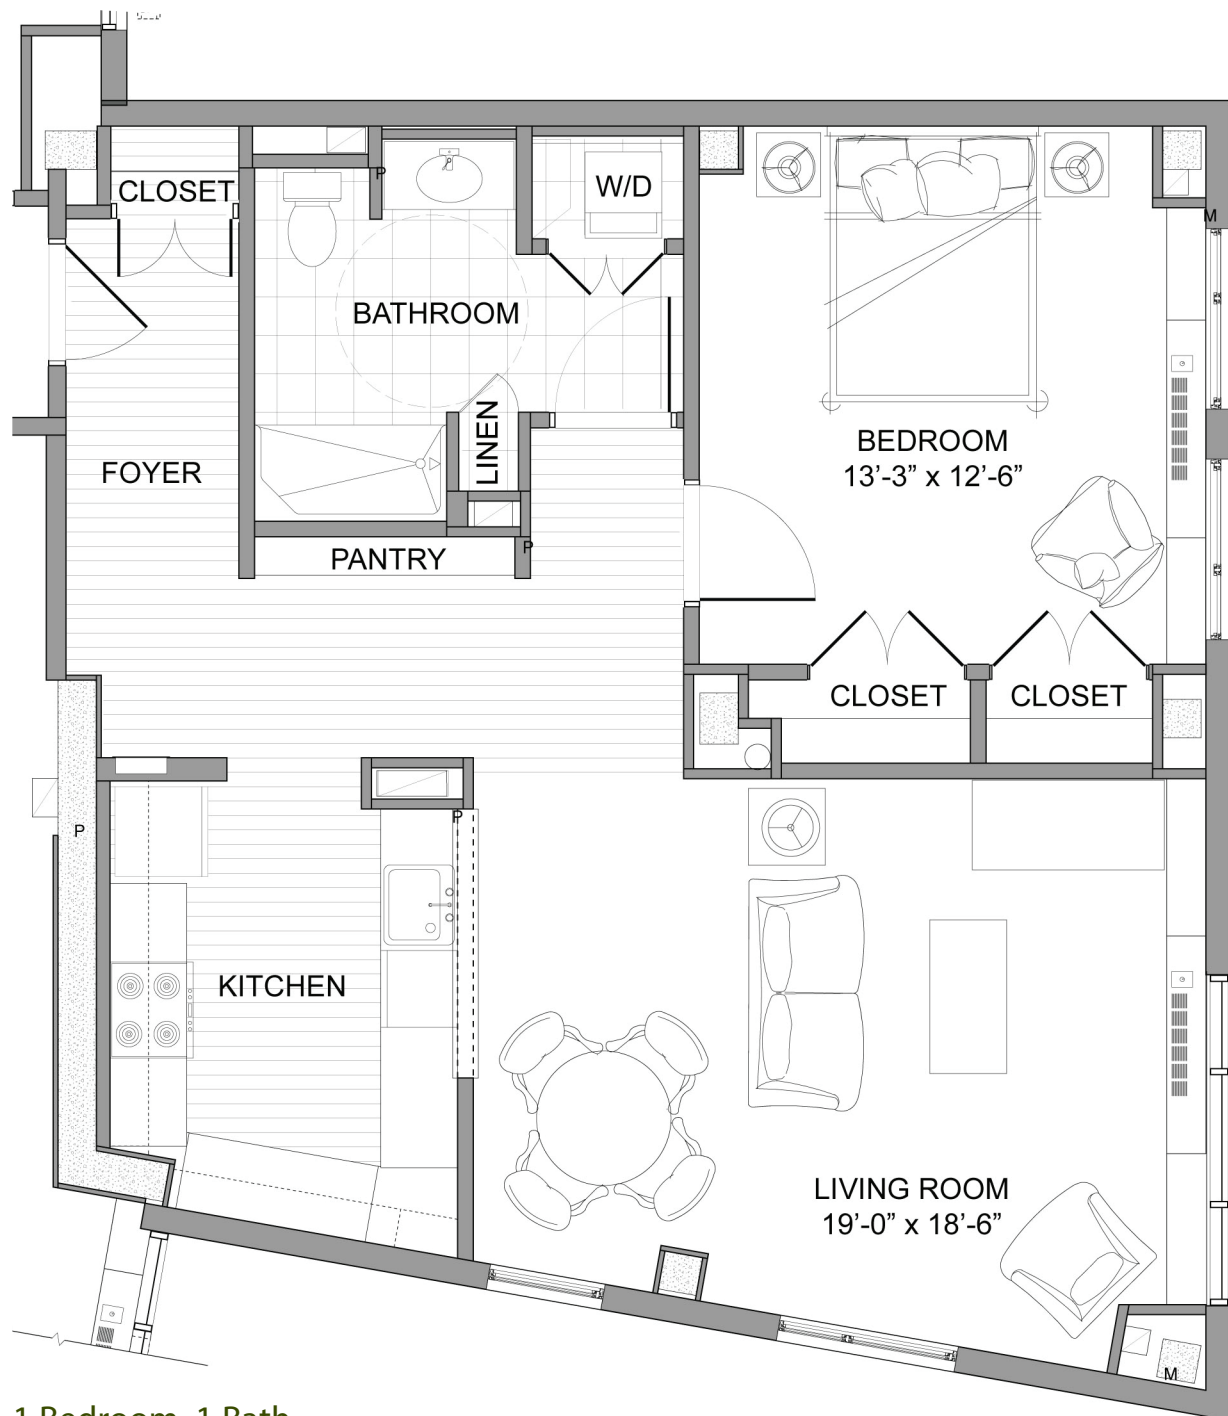 CLOSET
W/D
P
M
BATHROOM
LINEN
FOYER
BEDROOM
13'-3” x 12'-6”
PANTRY
P
CLOSET
CLOSET
P
P
KITCHEN
LIVING ROOM
19'-0” x 18'-6”
M
1 Bedroom, 1 Bath